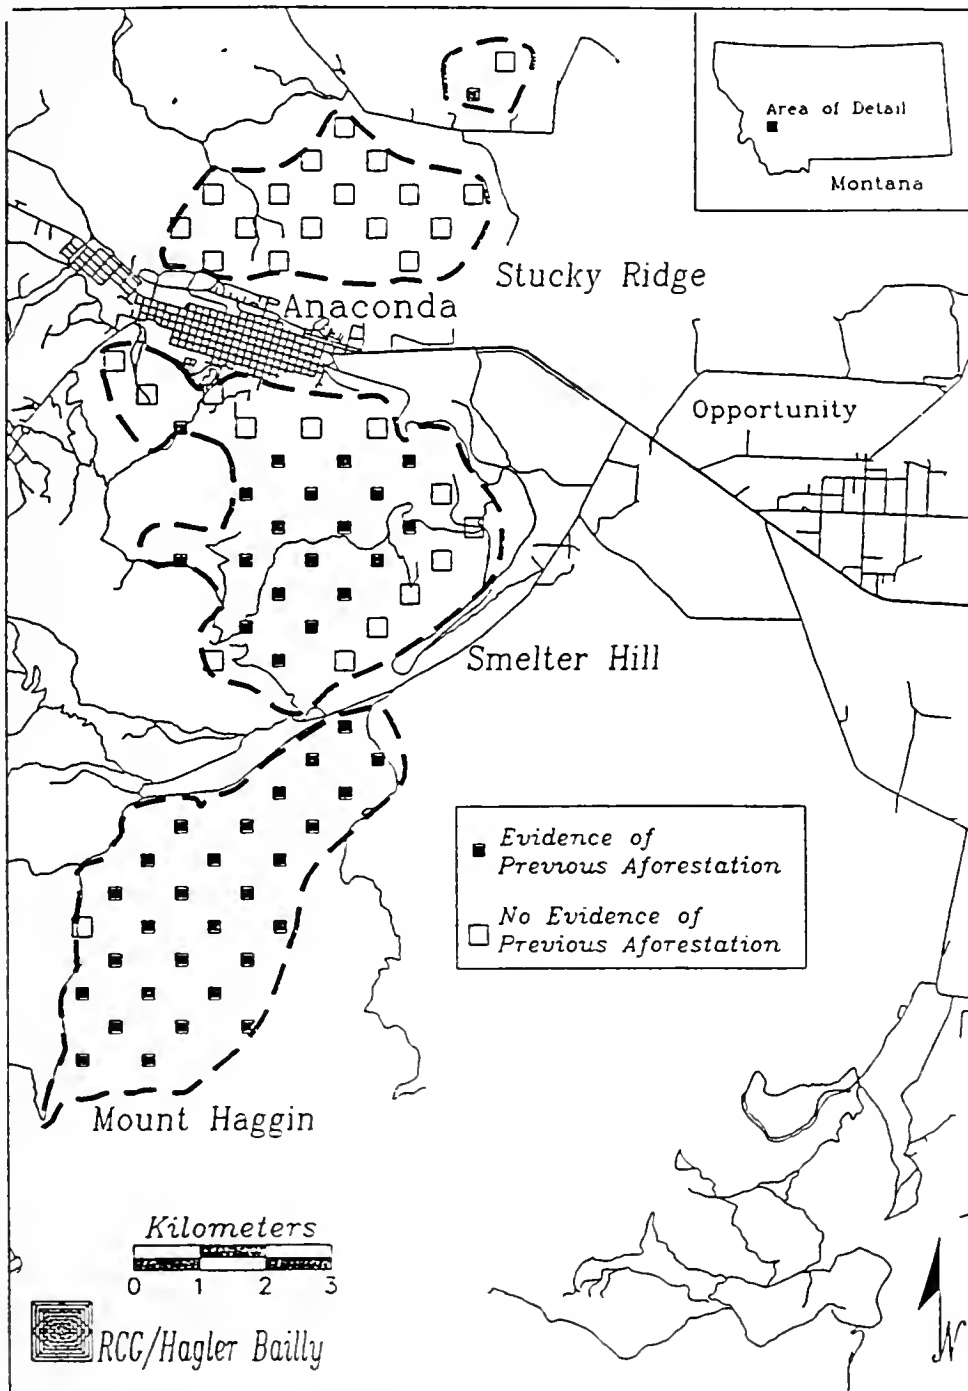 Area of Detail
Montana
Stucky Ridge
Anaconda
Opportunity
Smelter Hill
Evidence of
Previous Aforestation
No Evidence of
Previous Aforestation
Mount Haggin
Kilometers
0 1 2 3
RCG/Hagler Bailly
N